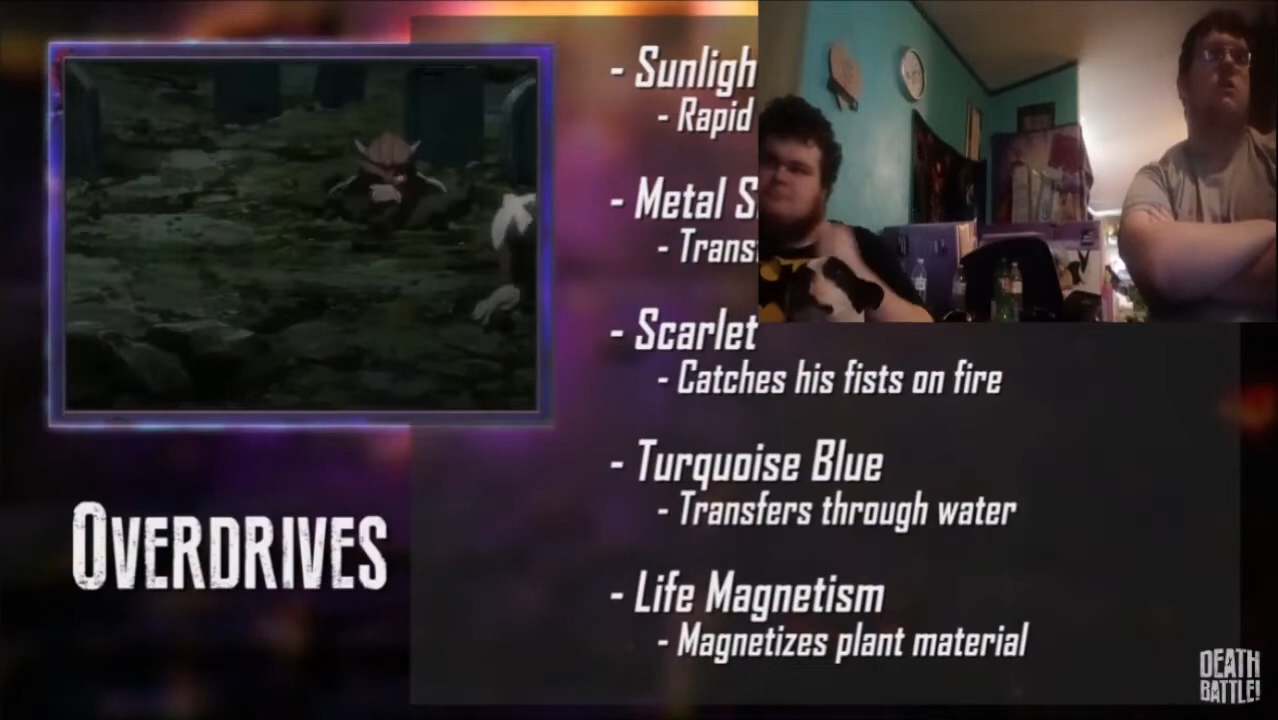 - Sunligh
- Rapid
- Metal S
- Trans
- Scarlet
- Catches his fists on fire
- Turquoise Blue
- Transfers through water
- Life Magnetism
- Magnetizes plant material
OVERDRIVES
DEATH
BATTLE!